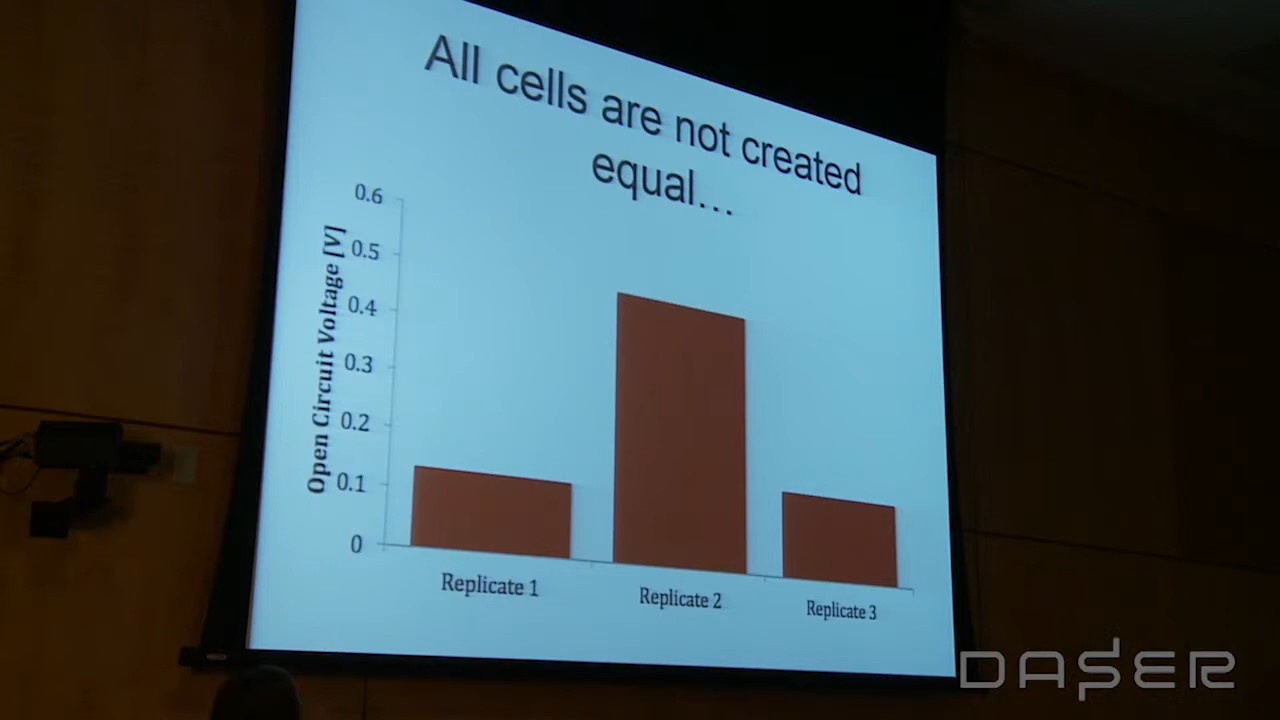 All cells are not created
equal…
Open Circuit Voltage [V]
0.6
0.5
0.4
0.3
0.2
0.1
0
Replicate 1
Replicate 2
Replicate 3
DASER